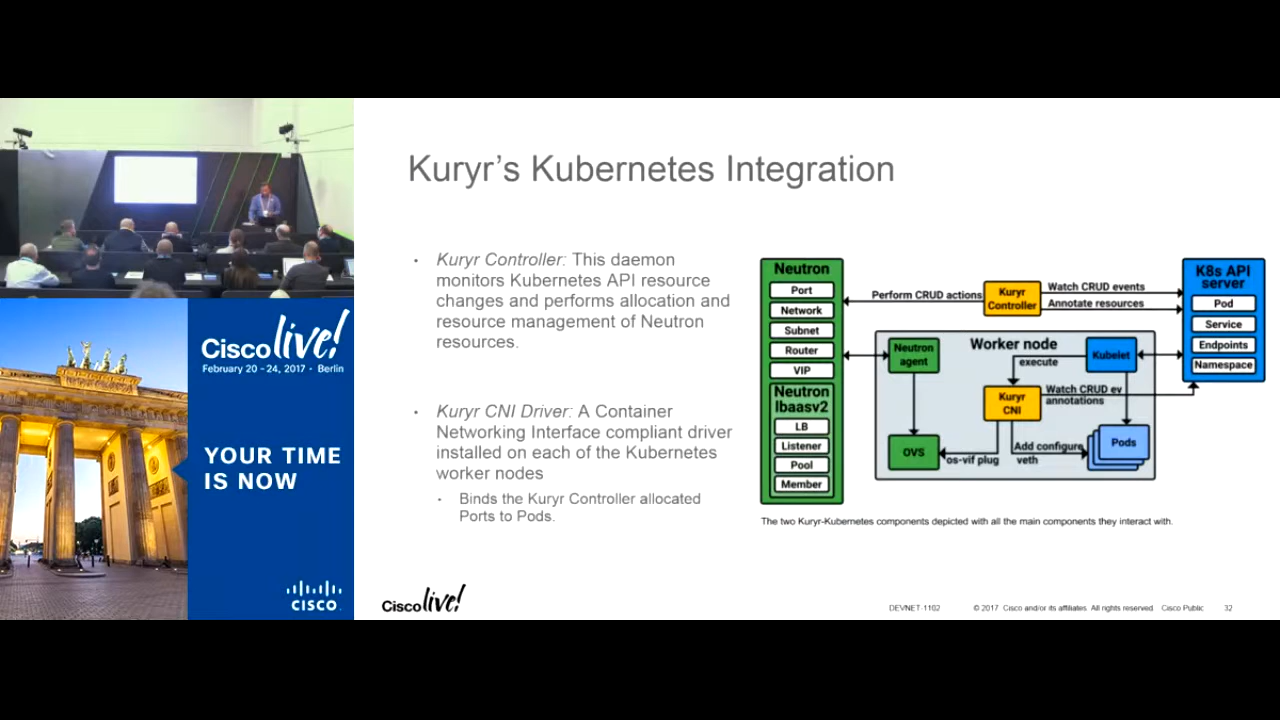 Kuryr's Kubernetes Integration
• Kuryr Controller: This daemon
monitors Kubernetes API resource
changes and performs allocation and
resource management of Neutron
resources.
• Kuryr CNI Driver: A Container
Networking Interface compliant driver
installed on each of the Kubernetes
worker nodes
• Binds the Kuryr Controller allocated
Ports to Pods.
Neutron
Port
Network
Subnet
Router
VIP
Neutron
lbaasv2
LB
Listener
Pool
Member
Perform CRUD actions
Kuryr
Controller
Watch CRUD events
Annotate resources
K8s API
server
Pod
Service
Endpoints
Namespace
Worker node
Neutron
agent
execute
Kubelet
Kuryr
CNI
Watch CRUD ev
annotations
OVS
os-vif plug
Add configure
veth
Pods
The two Kuryr-Kubernetes components depicted with all the main components they interact with.
Cisco live!
DEVNET-1102
© 2017 Cisco and/or its affiliates. All rights reserved. Cisco Public
32
Cisco live!
February 20 - 24, 2017 · Berlin
YOUR TIME
IS NOW
CISCO